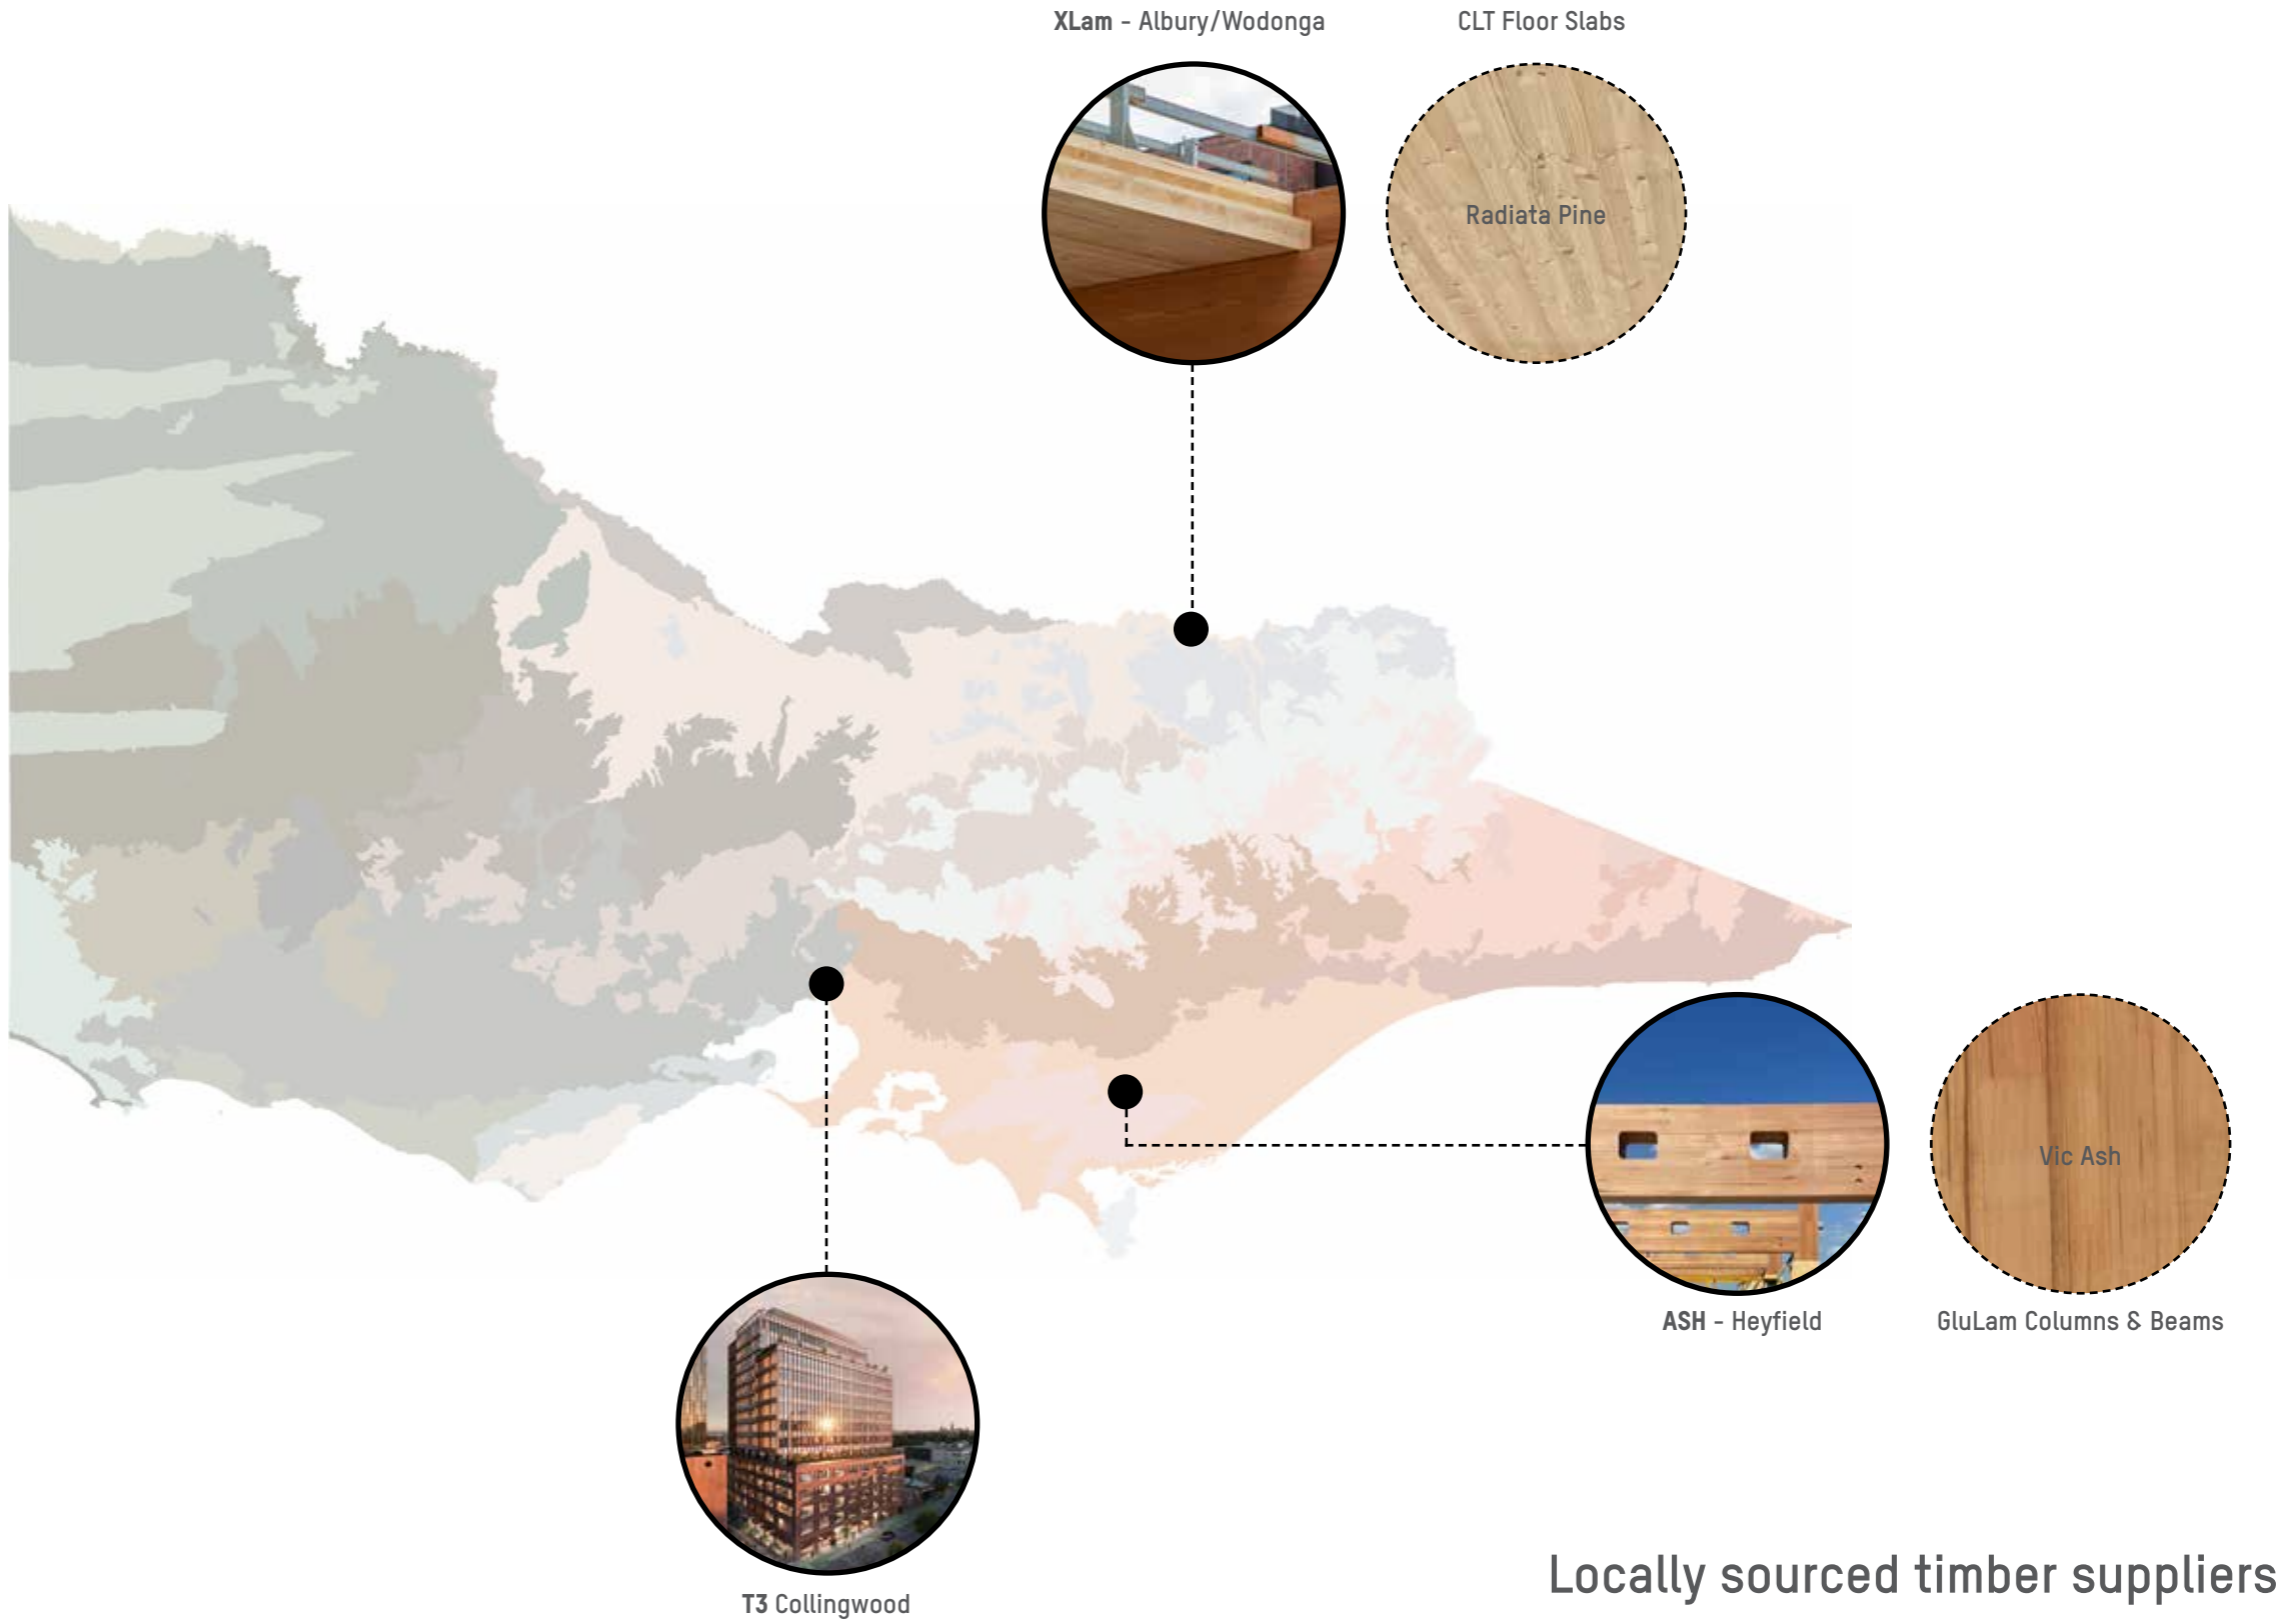 XLam - Albury/Wodonga
CLT Floor Slabs
Radiata Pine
Vic Ash
ASH - Heyfield
GluLam Columns & Beams
T3 Collingwood
Locally sourced timber suppliers